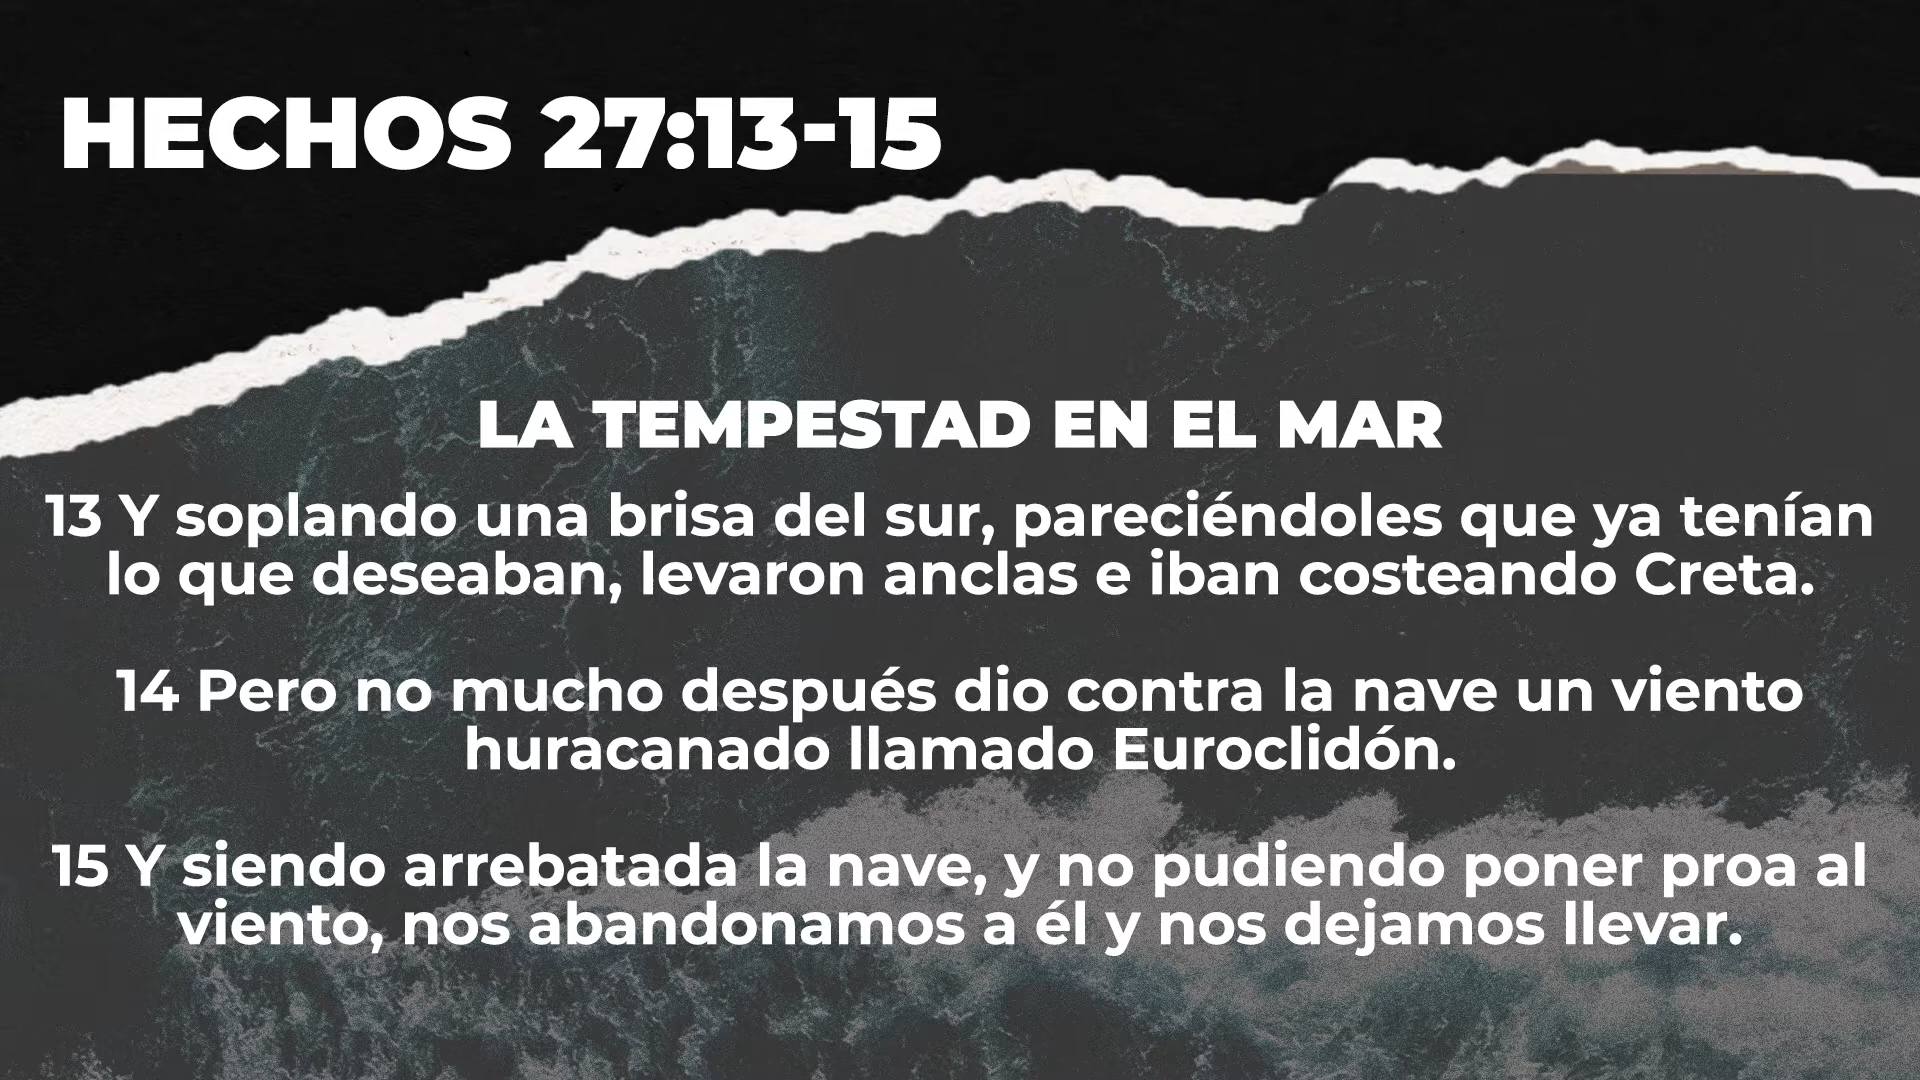 HECHOS 27:13-15
LA TEMPESTAD EN EL MAR
13 Y soplando una brisa del sur, pareciéndoles que ya tenían
lo que deseaban, levaron anclas e iban costeando Creta.
14 Pero no mucho después dio contra la nave un viento
huracanado llamado Euroclidón.
15 Y siendo arrebatada la nave, y no pudiendo poner proa al
viento, nos abandonamos a él y nos dejamos llevar.